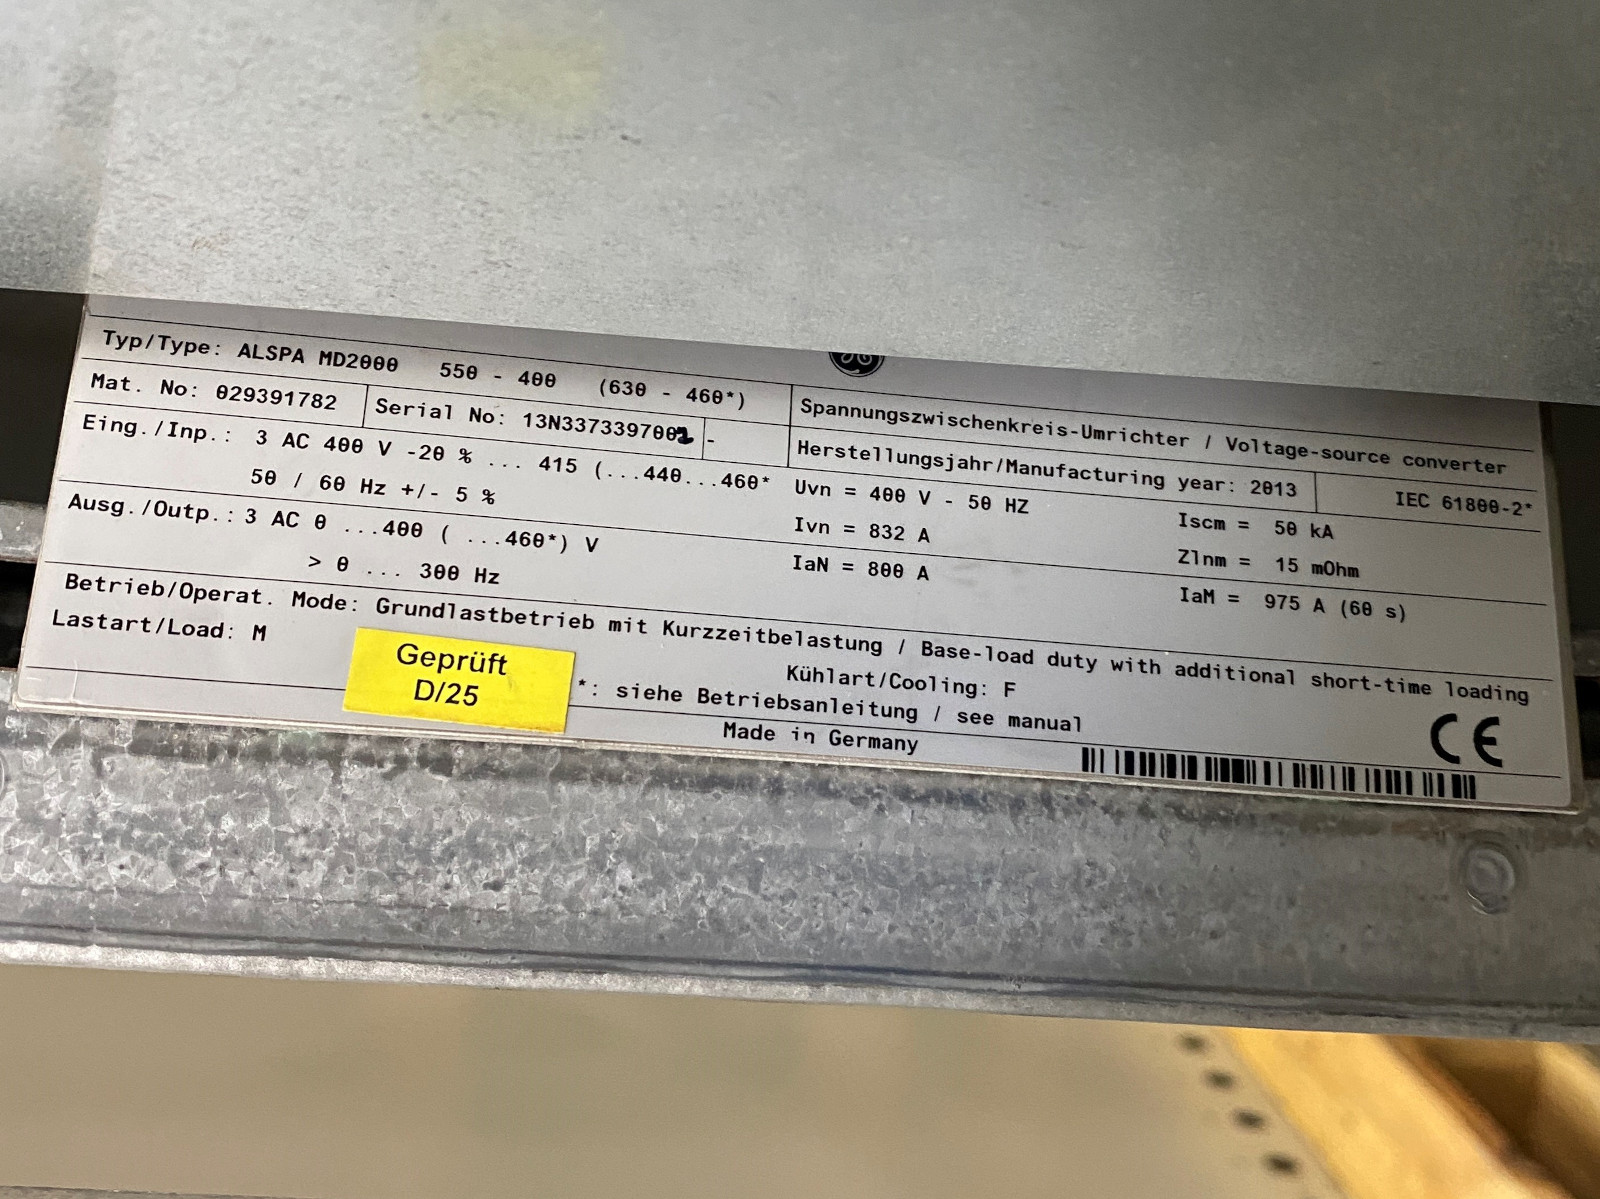 Typ/Type: ALSPA MD2000 550 - 400 (630 - 460*)
Spannungszwischenkreis-Umrichter / Voltage-source converter
Mat. No: 029391782 Serial No: 13N337339700 -
Herstellungsjahr/Manufacturing year: 2013 IEC 61800-2*
Eing./Inp.: 3 AC 400 V -20 % ... 415 (...440...460*
50 / 60 Hz +/- 5 %
Uvn = 400 V - 50 HZ Iscm = 50 kA
Ivn = 832 A Zlnm = 15 mOhm
Ausg./Outp.: 3 AC 0 ...400 ( ...460*) V
> 0 ... 300 Hz
IaN = 800 A IaM = 975 A (60 s)
Betrieb/Operat. Mode: Grundlastbetrieb mit Kurzzeitbelastung / Base-load duty with additional short-time loading
Lastart/Load: M Kühlart/Cooling: F
Geprüft
D/25
*: siehe Betriebsanleitung / see manual
Made in Germany
CE